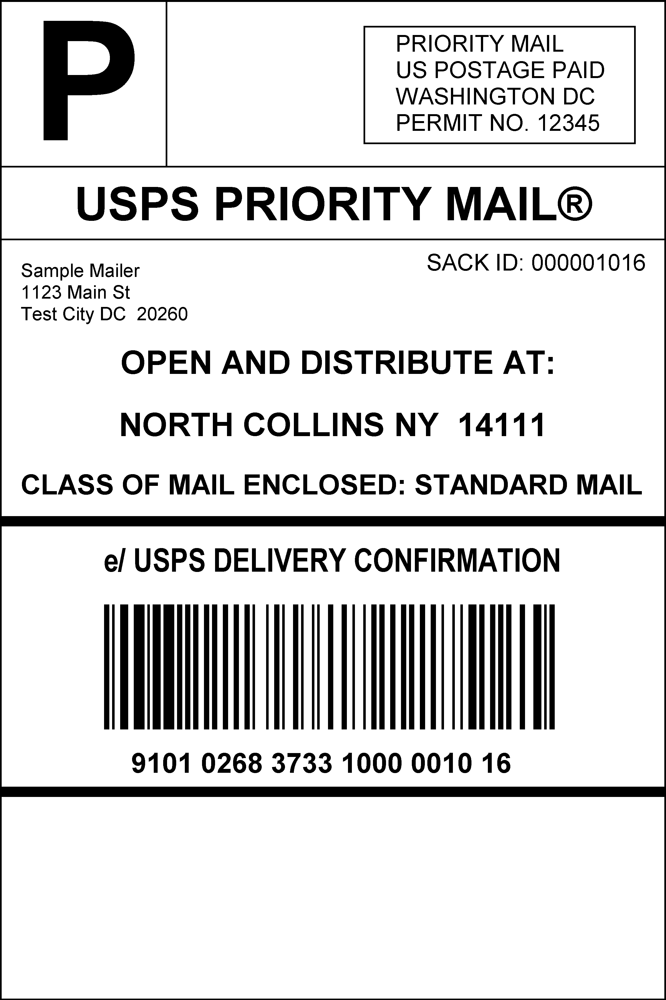 P
PRIORITY MAIL
US POSTAGE PAID
WASHINGTON DC
PERMIT NO. 12345
USPS PRIORITY MAIL®
SACK ID: 000001016
Sample Mailer
1123 Main St
Test City DC  20260
OPEN AND DISTRIBUTE AT:
NORTH COLLINS NY  14111
CLASS OF MAIL ENCLOSED: STANDARD MAIL
e/ USPS DELIVERY CONFIRMATION
9101 0268 3733 1000 0010 16